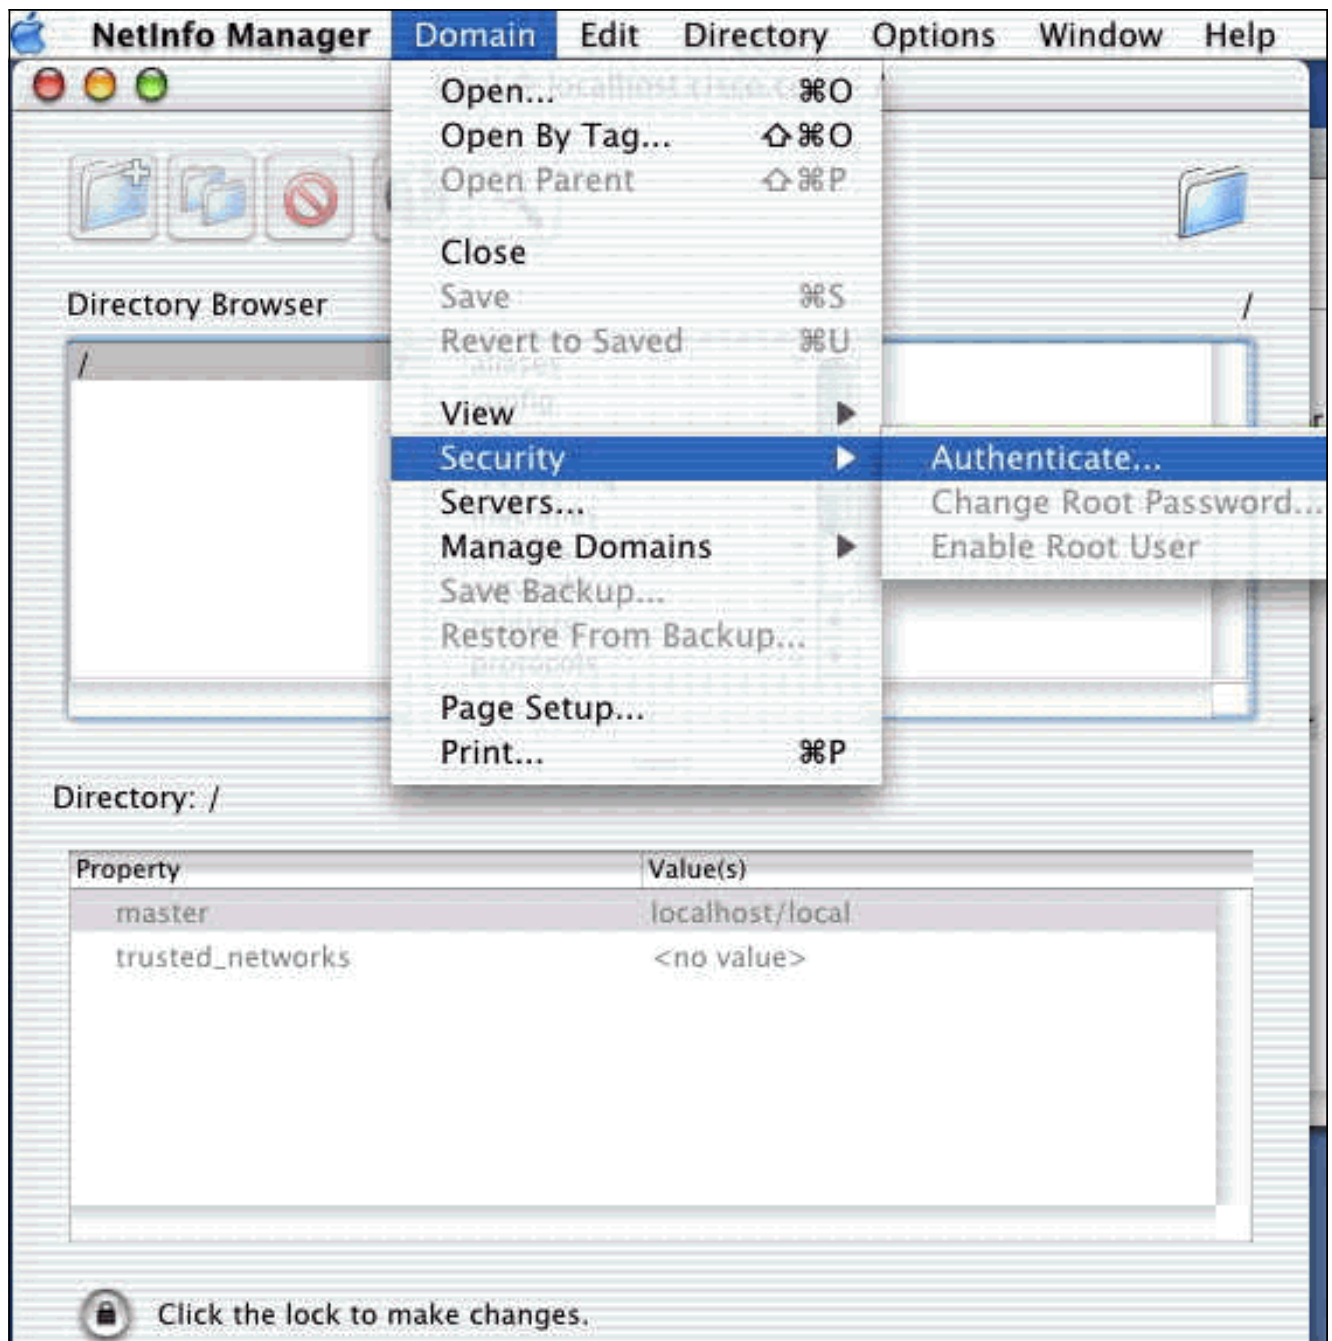 NetInfo Manager Domain Edit Directory Options Window Help
Open... ⌘O
Open By Tag... ⇧⌘O
Open Parent ⇧⌘P
Close
Save ⌘S
Revert to Saved ⌘U
View
Security
Servers...
Manage Domains
Save Backup...
Restore From Backup...
Page Setup...
Print... ⌘P
Authenticate...
Change Root Password...
Enable Root User
Directory Browser /
/
protocols
Directory: /
Property Value(s)
master localhost/local
trusted_networks <no value>
Click the lock to make changes.